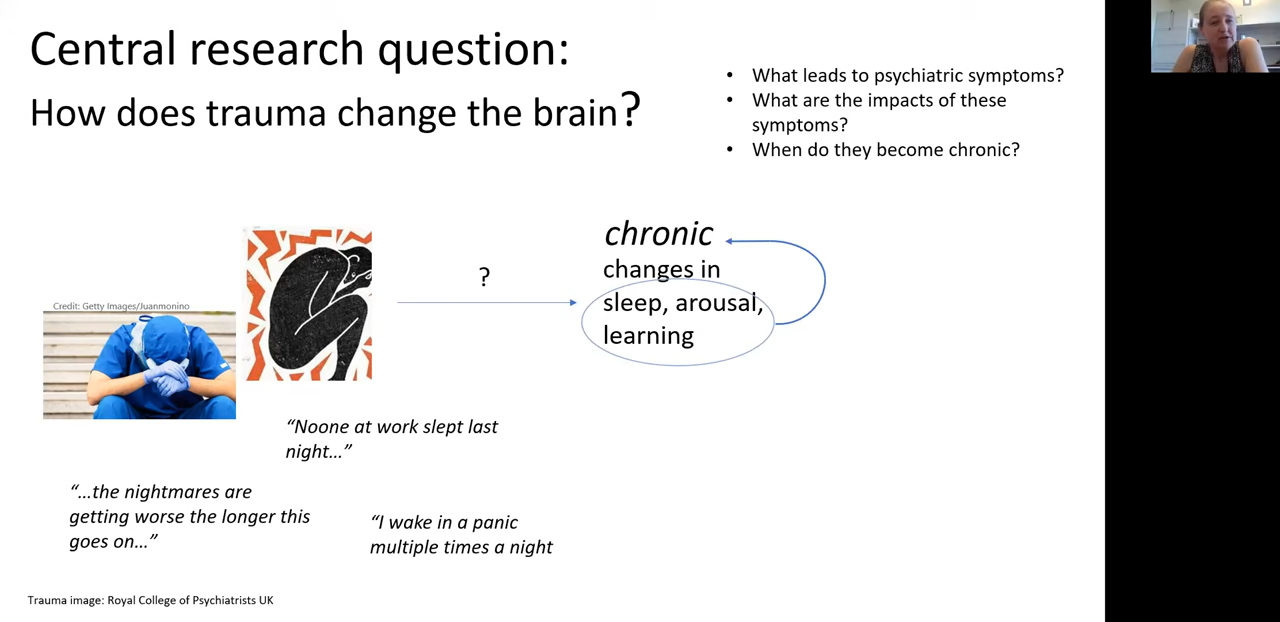 Central research question:
How does trauma change the brain?
• What leads to psychiatric symptoms?
• What are the impacts of these
symptoms?
• When do they become chronic?
Credit: Getty Images/Juanmonino
?
chronic
changes in
sleep, arousal,
learning
“Noone at work slept last
night...”
“...the nightmares are
getting worse the longer this
goes on...”
“I wake in a panic
multiple times a night
Trauma image: Royal College of Psychiatrists UK